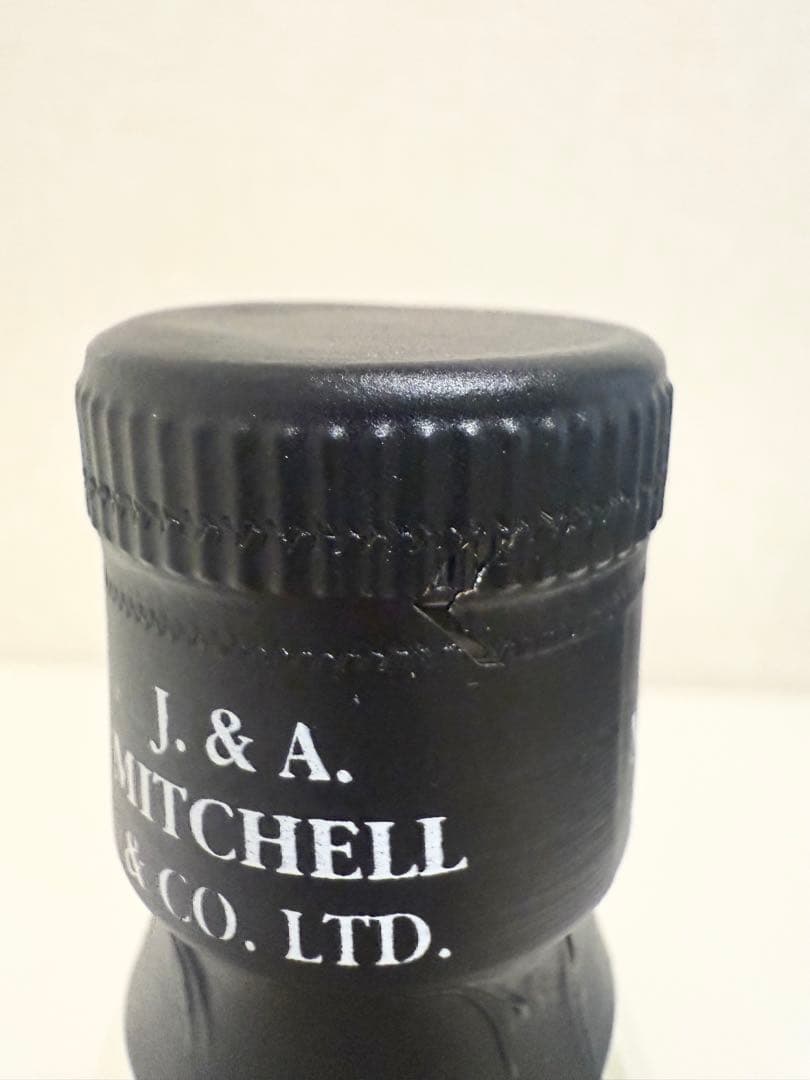 J. & A.
MITCHELL
& CO. LTD.